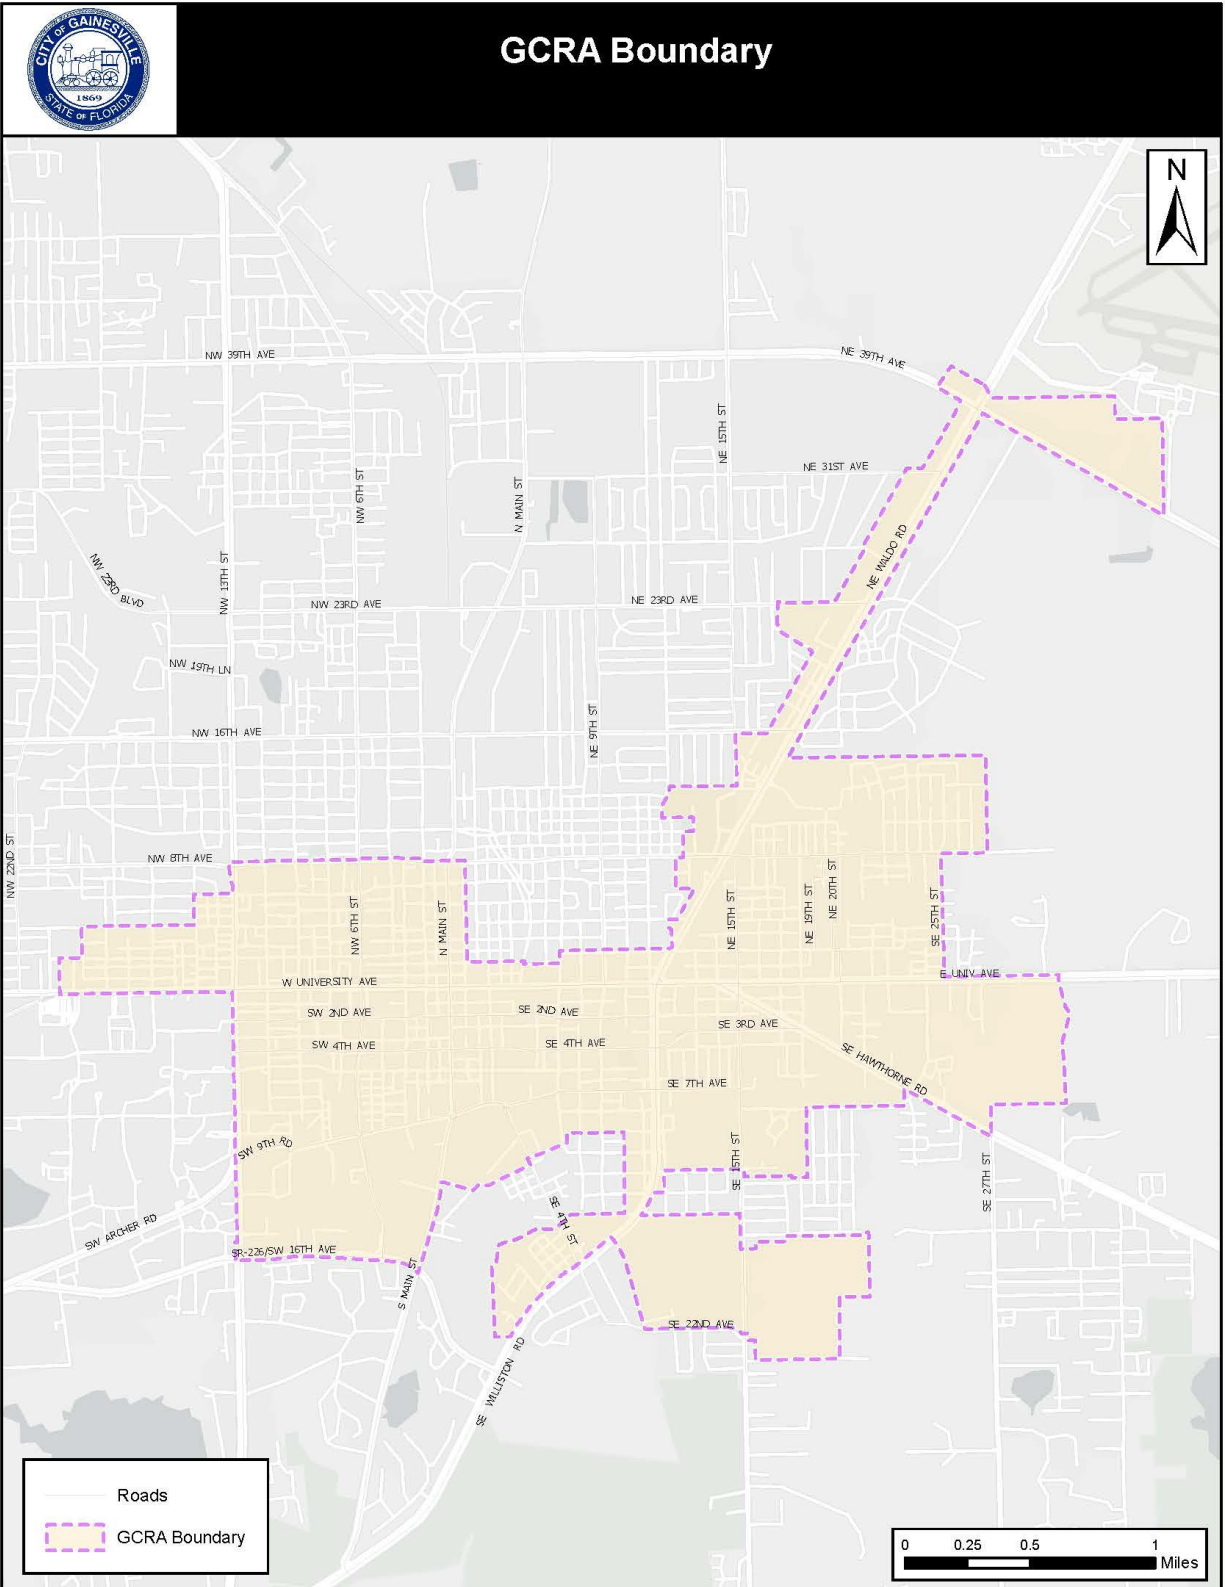 CITY OF GAINESVILLE
1869
STATE OF FLORIDA
GCRA Boundary
N
NW 39TH AVE
NE 39TH AVE
NE 15TH ST
NE 31ST AVE
NW 6TH ST
N MAIN ST
NE WALDO RD
NW 23RD BLVD
NW 13TH ST
NW 23RD AVE
NE 23RD AVE
NW 19TH LN
NE 9TH ST
NW 16TH AVE
NW 22ND ST
NW 8TH AVE
NW 6TH ST
N MAIN ST
NE 15TH ST
NE 19TH ST
NE 20TH ST
SE 25TH ST
W UNIVERSITY AVE
E UNIV AVE
SW 2ND AVE
SE 2ND AVE
SE 3RD AVE
SW 4TH AVE
SE 4TH AVE
SE HAWTHORNE RD
SE 7TH AVE
SW 9TH RD
SE 15TH ST
SE 27TH ST
SW ARCHER RD
SE 4TH ST
SR-226/SW 16TH AVE
S MAIN ST
SE 22ND AVE
SE WILLISTON RD
Roads
GCRA Boundary
0 0.25 0.5 1
Miles